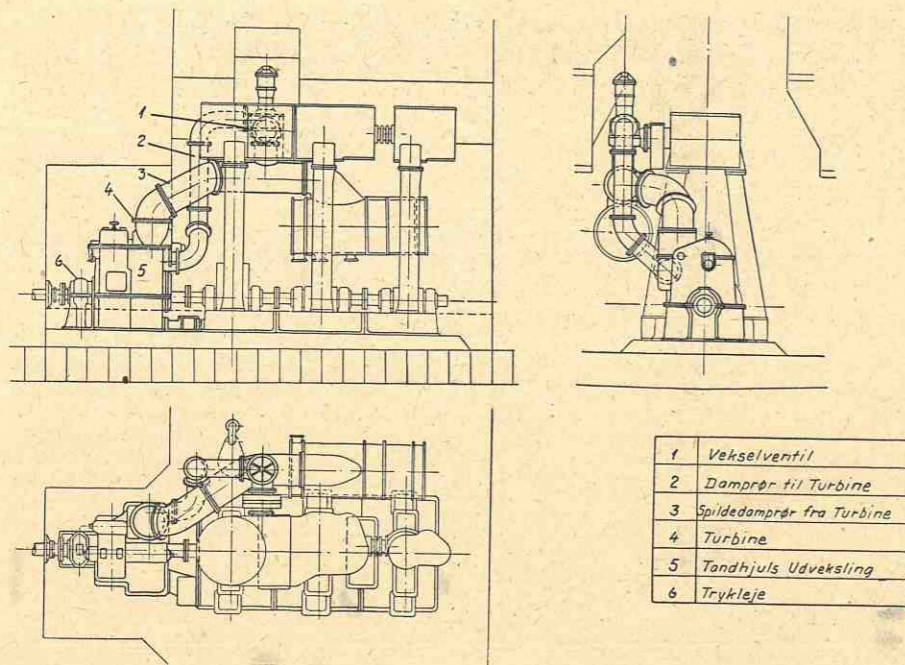 1
2
3
4
5
6
1 Vekselventil
2 Damprør til Turbine
3 Spildedamprør fra Turbine
4 Turbine
5 Tandhjuls Udveksling
6 Trykleje